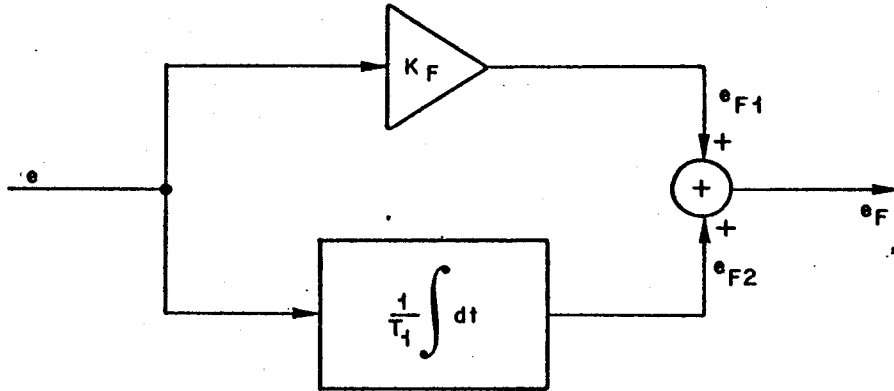 K F
e F1
+
e
+
e F
+
e F2
1/T1 ∫ dt